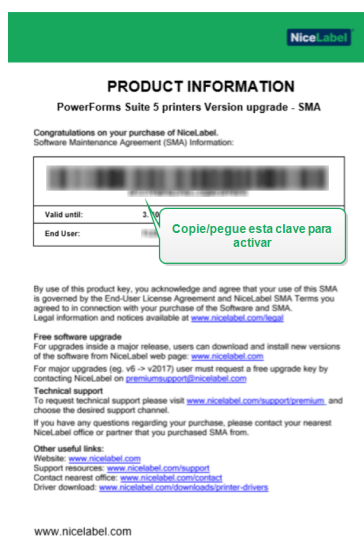 NiceLabel
PRODUCT INFORMATION
PowerForms Suite 5 printers Version upgrade - SMA
Congratulations on your purchase of NiceLabel.
Software Maintenance Agreement (SMA) Information:
Valid until:
Copie/pegue esta clave para
activar
End User:
By use of this product key, you acknowledge and agree that your use of this SMA
is governed by the End-User License Agreement and NiceLabel SMA Terms you
agreed to in connection with your purchase of the Software and SMA.
Legal information and notices available at www.nicelabel.com/legal
Free software upgrade
For upgrades inside a major release, users can download and install new versions
of the software from NiceLabel web page: www.nicelabel.com
For major upgrades (eg. v6 -> v2017) user must request a free upgrade key by
contacting NiceLabel on premiumsupport@nicelabel.com
Technical support
To request technical support please visit www.nicelabel.com/support/premium and
choose the desired support channel.
If you have any questions regarding your purchase, please contact your nearest
NiceLabel office or partner that you purchased SMA from.
Other useful links:
Website: www.nicelabel.com
Support resources: www.nicelabel.com/support
Contact nearest office: www.nicelabel.com/contact
Driver download: www.nicelabel.com/downloads/printer-drivers
www.nicelabel.com